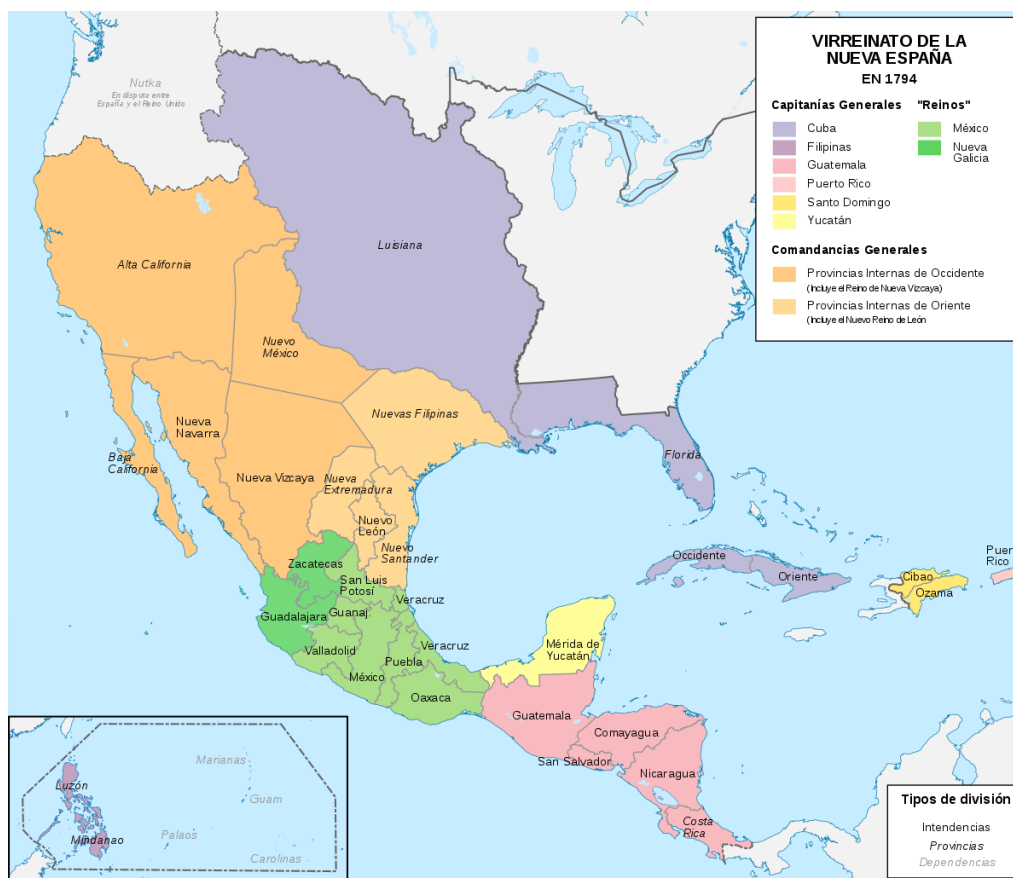 VIRREINATO DE LA
NUEVA ESPAÑA
EN 1794
Capitanías Generales
Cuba
Filipinas
Guatemala
Puerto Rico
Santo Domingo
Yucatán
"Reinos"
México
Nueva
Galicia
Comandancias Generales
Provincias Internas de Occidente
(Incluye el Reino de Nueva Vizcaya)
Provincias Internas de Oriente
(Incluye el Nuevo Reino de León
Nutka
En disputa entre
España y el Reino Unido
Luisiana
Alta California
Nuevo
México
Nuevas Filipinas
Nueva
Navarra
Baja
California
Nueva Vizcaya
Nueva
Extremadura
Nuevo
León
Nuevo
Santander
Florida
Zacatecas
San Luis
Potosí
Guadalajara
Guanaj.
Veracruz
Valladolid
Veracruz
Puebla
México
Oaxaca
Mérida de
Yucatán
Occidente
Oriente
Cibao
Ozama
Puer
Rico
Guatemala
Comayagua
San Salvador
Nicaragua
Costa
Rica
Luzón
Mindanao
Marianas
Guam
Palaos
Carolinas
Tipos de división
Intendencias
Provincias
Dependencias